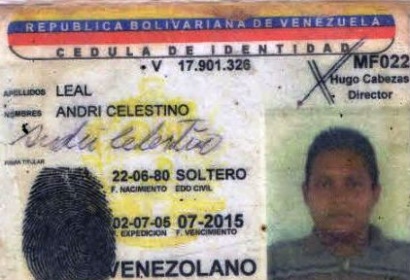 REPUBLICA BOLIVARIANA DE VENEZUELA
CEDULA DE IDENTIDAD
V 17.901.326
MF022
Hugo Cabezas
Director
APELLIDOS LEAL
NOMBRES ANDRI CELESTINO
Andri Celestino
FIRMA TITULAR
22-06-80 SOLTERO
F. NACIMIENTO EDO CIVIL
02-07-05 07-2015
F. EXPEDICION F. VENCIMIENTO
VENEZOLANO